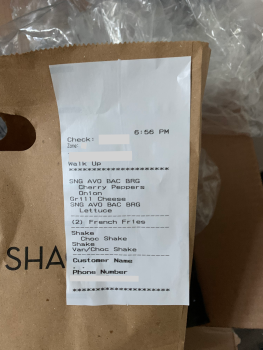 6:56 PM
Check:
Zone:
Walk Up
SNG AVO BAC BRG
Cherry Peppers
Onion
Grill Cheese
SNG AVO BAC BRG
Lettuce
(2) French Fries
Shake
Choc Shake
Shake
Van/Choc Shake
Customer Name
Phone Number
SHA